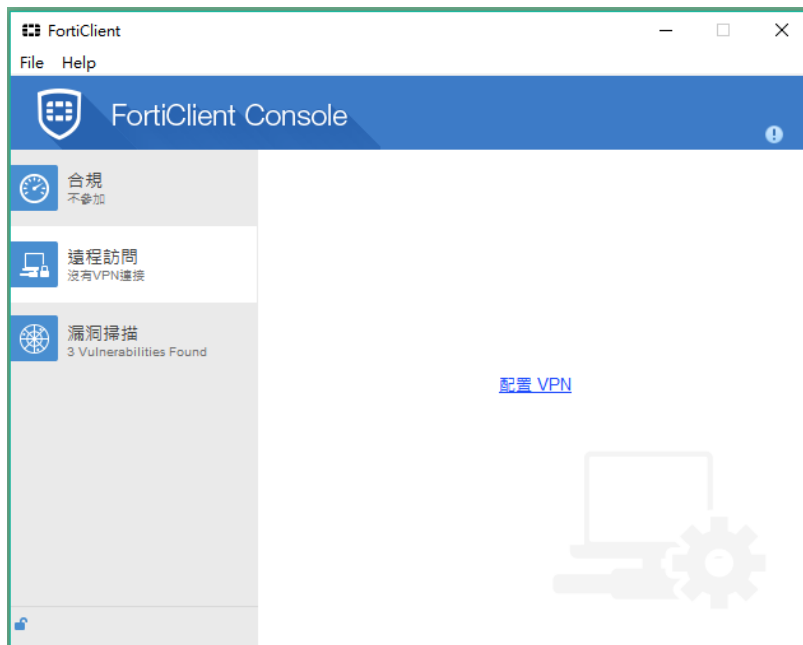 FortiClient
File Help
FortiClient Console
合規
不參加
遠程訪問
沒有VPN連接
漏洞掃描
3 Vulnerabilities Found
配置 VPN